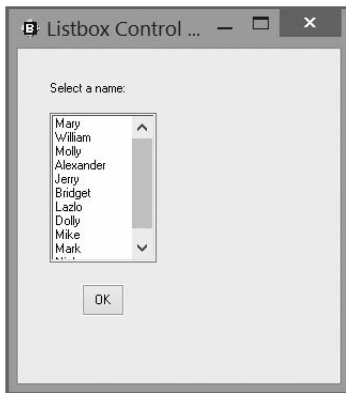 Listbox Control ...
Select a name:
Mary
William
Molly
Alexander
Jerry
Bridget
Lazlo
Dolly
Mike
Mark
OK